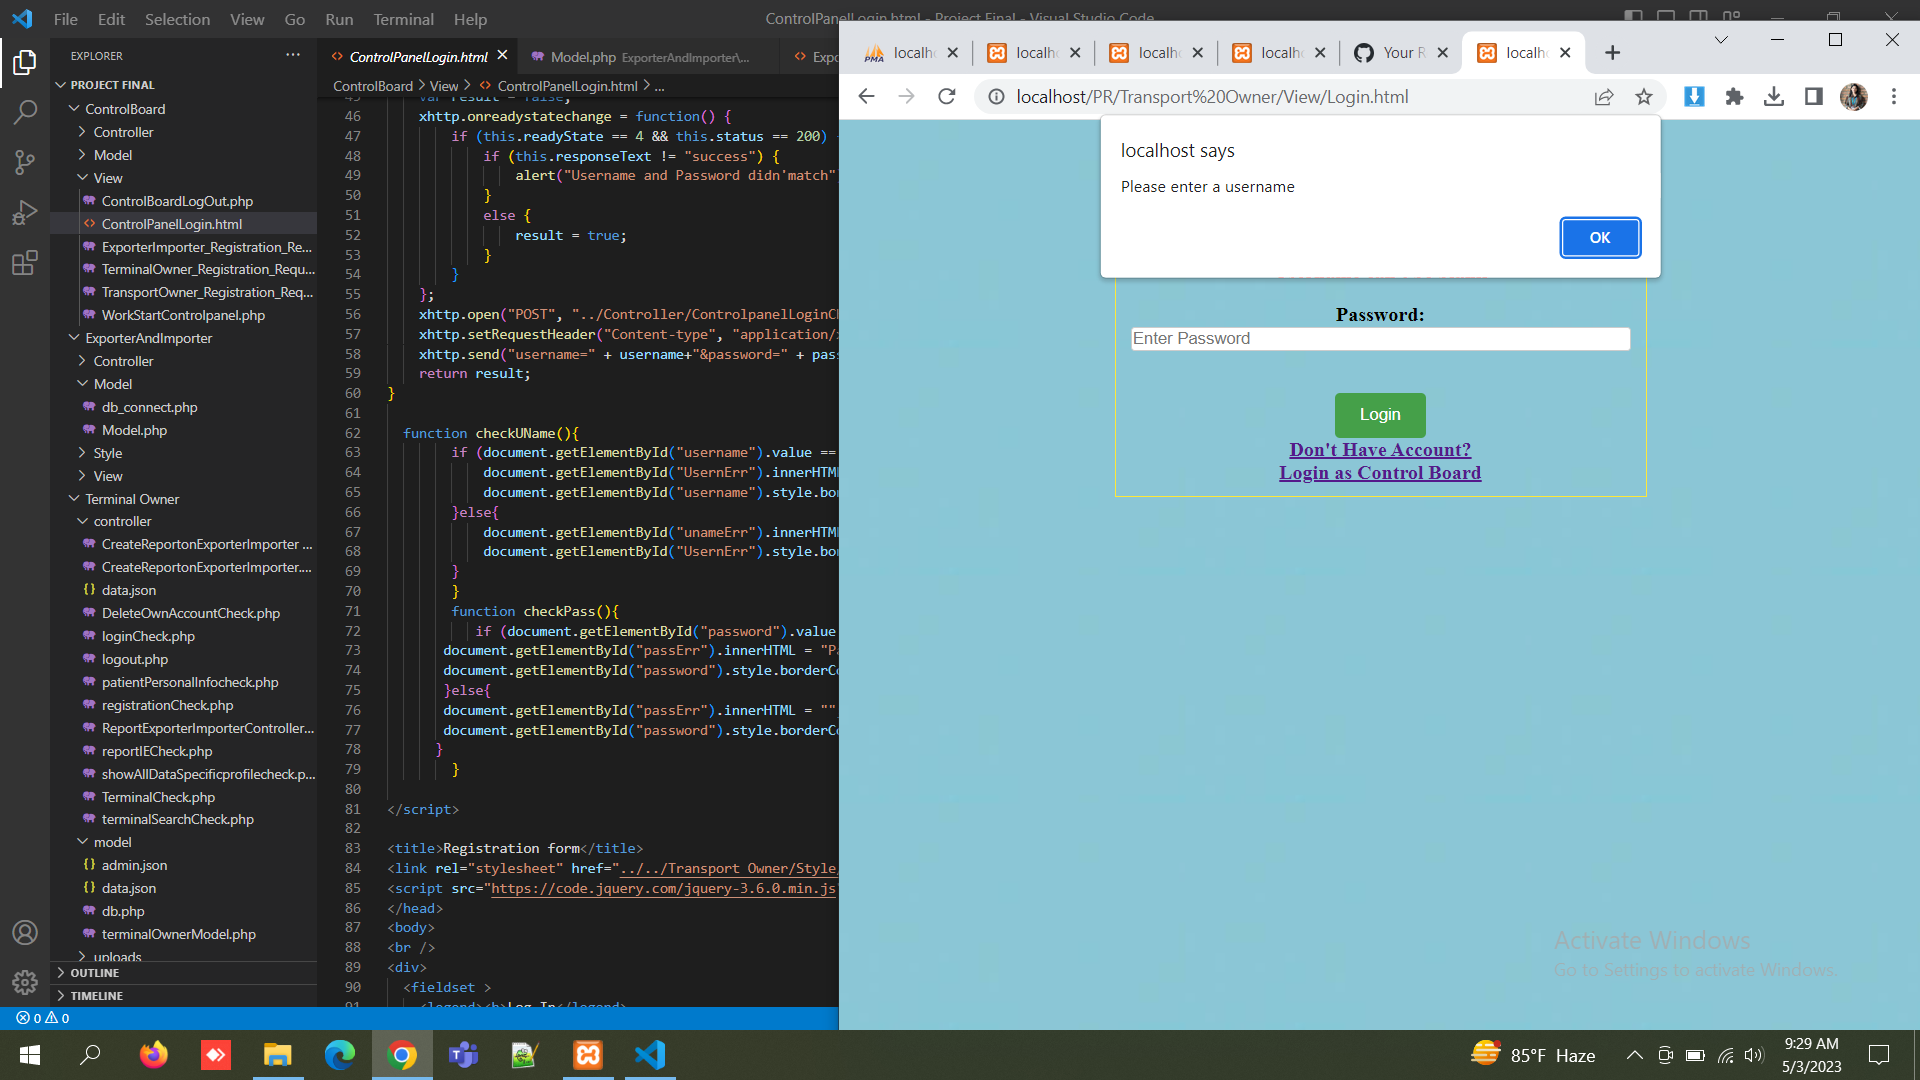 File Edit Selection View Go Run Terminal Help
ControlPanelLogin.html - Project Final - Visual Studio Code
EXPLORER
PROJECT FINAL
ControlBoard
Controller
Model
View
ControlBoardLogOut.php
ControlPanelLogin.html
ExporterImporter_Registration_Re...
TerminalOwner_Registration_Requ...
TransportOwner_Registration_Req...
WorkStartControlpanel.php
ExporterAndImporter
Controller
Model
db_connect.php
Model.php
Style
View
Terminal Owner
controller
CreateReportonExporterImporter ...
CreateReportonExporterImporter....
data.json
DeleteOwnAccountCheck.php
loginCheck.php
logout.php
patientPersonalInfocheck.php
registrationCheck.php
ReportExporterImporterController...
reportIECheck.php
showAllDataSpecificprofilecheck.p...
TerminalCheck.php
terminalSearchCheck.php
model
admin.json
data.json
db.php
terminalOwnerModel.php
uploads
OUTLINE
TIMELINE
0 0
ControlPanelLogin.html Model.php ExporterAndImporter\... Expo
ControlBoard > View > ControlPanelLogin.html > ...
45 var result = false;
46 xhttp.onreadystatechange = function() {
47 if (this.readyState == 4 && this.status == 200)
48 if (this.responseText != "success") {
49 alert("Username and Password didn'match"
50 }
51 else {
52 result = true;
53 }
54 }
55 };
56 xhttp.open("POST", "../Controller/ControlpanelLoginC
57 xhttp.setRequestHeader("Content-type", "application/
58 xhttp.send("username=" + username+"&password=" + pas
59 return result;
60 }
61
62 function checkUName(){
63 if (document.getElementById("username").value ==
64 document.getElementById("UsernErr").innerHTM
65 document.getElementById("username").style.bor
66 }else{
67 document.getElementById("unameErr").innerHTM
68 document.getElementById("UsernErr").style.bor
69 }
70 }
71 function checkPass(){
72 if (document.getElementById("password").value
73 document.getElementById("passErr").innerHTML = "P
74 document.getElementById("password").style.borderC
75 }else{
76 document.getElementById("passErr").innerHTML = ""
77 document.getElementById("password").style.borderC
78 }
79 }
80
81 </script>
82
83 <title>Registration form</title>
84 <link rel="stylesheet" href="../../Transport Owner/Style/
85 <script src="https://code.jquery.com/jquery-3.6.0.min.js"
86 </head>
87 <body>
88 <br />
89 <div>
90 <fieldset >
91 <legend><b>Log In</legend>
localh localh localh localh Your R localh
localhost/PR/Transport%20Owner/View/Login.html
localhost says
Please enter a username
OK
Password:
Enter Password
Login
Don't Have Account?
Login as Control Board
Activate Windows
Go to Settings to activate Windows.
85°F Haze
9:29 AM
5/3/2023